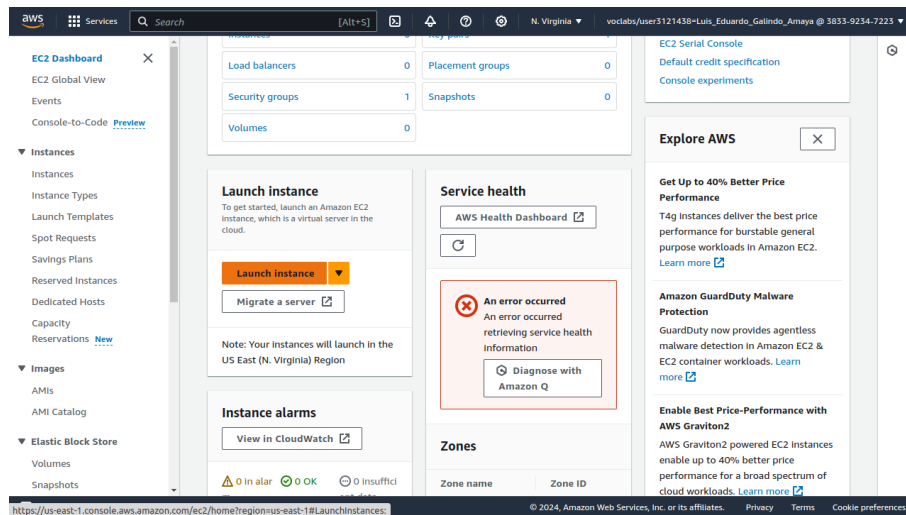 aws
Services
Search
[Alt+S]
N. Virginia
voclabs/user3121438=Luis_Eduardo_Galindo_Amaya @ 3833-9234-7223
EC2 Dashboard
EC2 Global View
Events
Console-to-Code Preview
Instances
Instances
Instance Types
Launch Templates
Spot Requests
Savings Plans
Reserved Instances
Dedicated Hosts
Capacity
Reservations New
Images
AMIs
AMI Catalog
Elastic Block Store
Volumes
Snapshots
Load balancers 0
Placement groups 0
Security groups 1
Snapshots 0
Volumes 0
Launch instance
To get started, launch an Amazon EC2
instance, which is a virtual server in the
cloud.
Launch instance
Migrate a server
Note: Your instances will launch in the
US East (N. Virginia) Region
Instance alarms
View in CloudWatch
0 in alar
0 OK
0 insuffici
Service health
AWS Health Dashboard
An error occurred
An error occurred
retrieving service health
information
Diagnose with
Amazon Q
Zones
Zone name
Zone ID
EC2 Serial Console
Default credit specification
Console experiments
Explore AWS
Get Up to 40% Better Price
Performance
T4g instances deliver the best price
performance for burstable general
purpose workloads in Amazon EC2.
Learn more
Amazon GuardDuty Malware
Protection
GuardDuty now provides agentless
malware detection in Amazon EC2 &
EC2 container workloads. Learn
more
Enable Best Price-Performance with
AWS Graviton2
AWS Graviton2 powered EC2 instances
enable up to 40% better price
performance for a broad spectrum of
cloud workloads. Learn more
https://us-east-1.console.aws.amazon.com/ec2/home?region=us-east-1#LaunchInstances:
© 2024, Amazon Web Services, Inc. or its affiliates.
Privacy
Terms
Cookie preferences